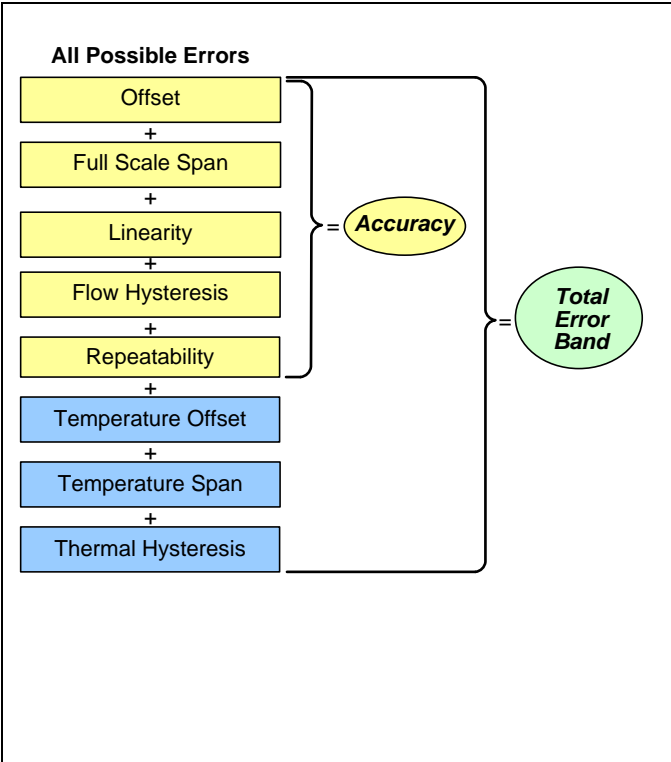 All Possible Errors
Offset
+
Full Scale Span
+
Linearity
+
Flow Hysteresis
+
Repeatability
+
Temperature Offset
+
Temperature Span
+
Thermal Hysteresis
= Accuracy
= Total
Error
Band